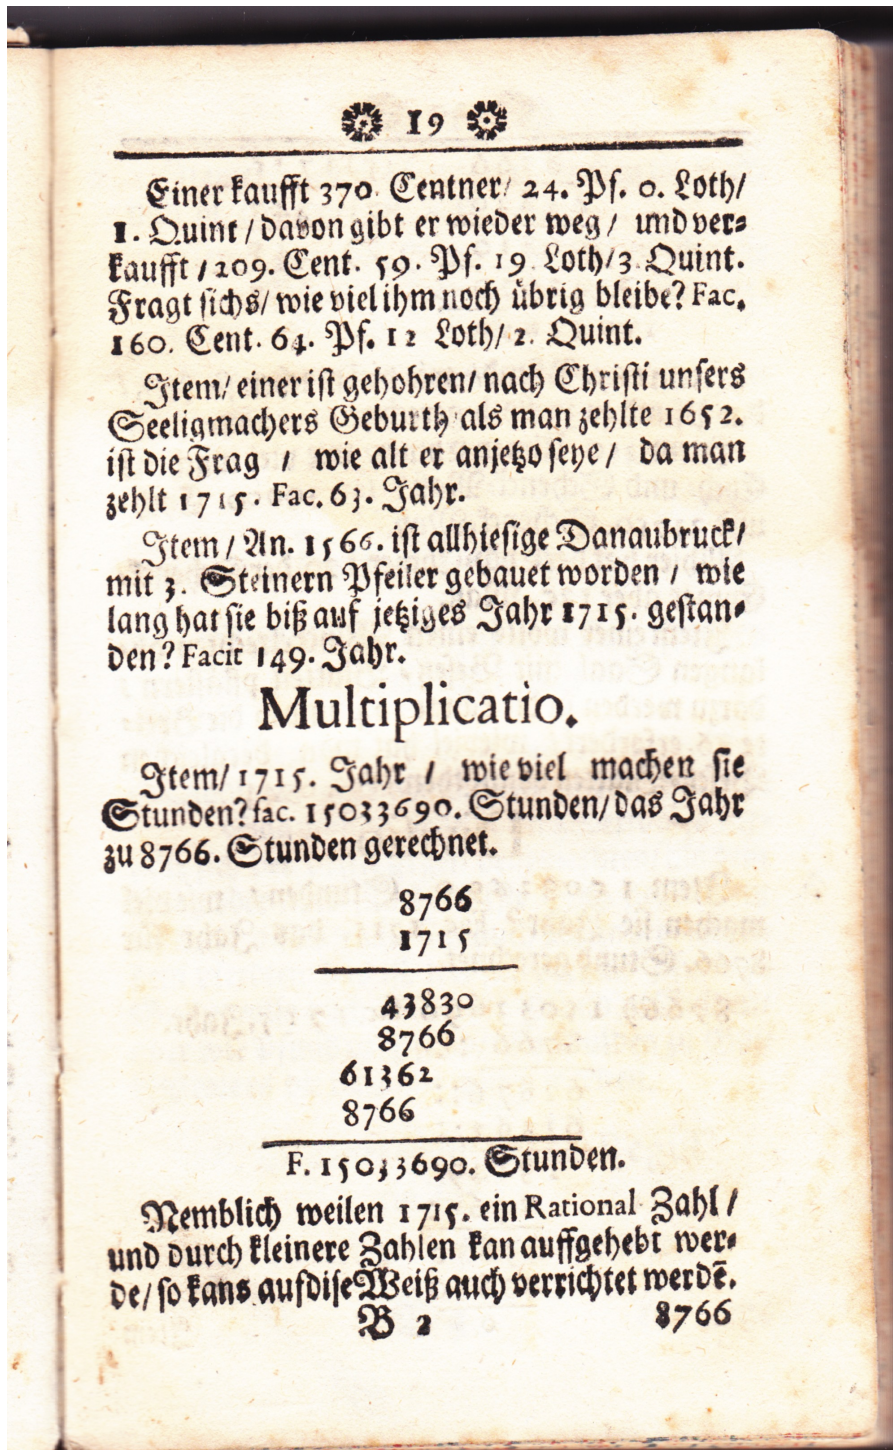 19
Einer kaufft 370 Centner/ 24. Pf. 0. Loth/
1. Quint / davon gibt er wieder weg / und ver-
kaufft / 209. Cent. 59. Pf. 19 Loth/3 Quint.
Fragt sichs/ wie viel ihm noch übrig bleibe? Fac.
160. Cent. 64. Pf. 12 Loth/ 2. Quint.
Item/ einer ist gebohren/ nach Christi unsers
Seeligmachers Geburth als man zehlte 1652.
ist die Frag / wie alt er anjetzo seye / da man
zehlt 1715. Fac. 63. Jahr.
Item / An. 1566. ist allhiesige Danaubruck/
mit 3. Steinern Pfeiler gebauet worden / wie
lang hat sie biß auf jetziges Jahr 1715. gestan-
den? Facit 149. Jahr.
Multiplicatio.
Item/ 1715. Jahr / wie viel machen sie
Stunden? fac. 15033690. Stunden/ das Jahr
zu 8766. Stunden gerechnet.
8766
1715
43830
8766
61362
8766
F. 15033690. Stunden.
Nemblich weilen 1715. ein Rational Zahl /
und durch kleinere Zahlen kan auffgehebt wer-
de/ so kans auf dise Weiß auch verrichtet werdē.
B 2 8766